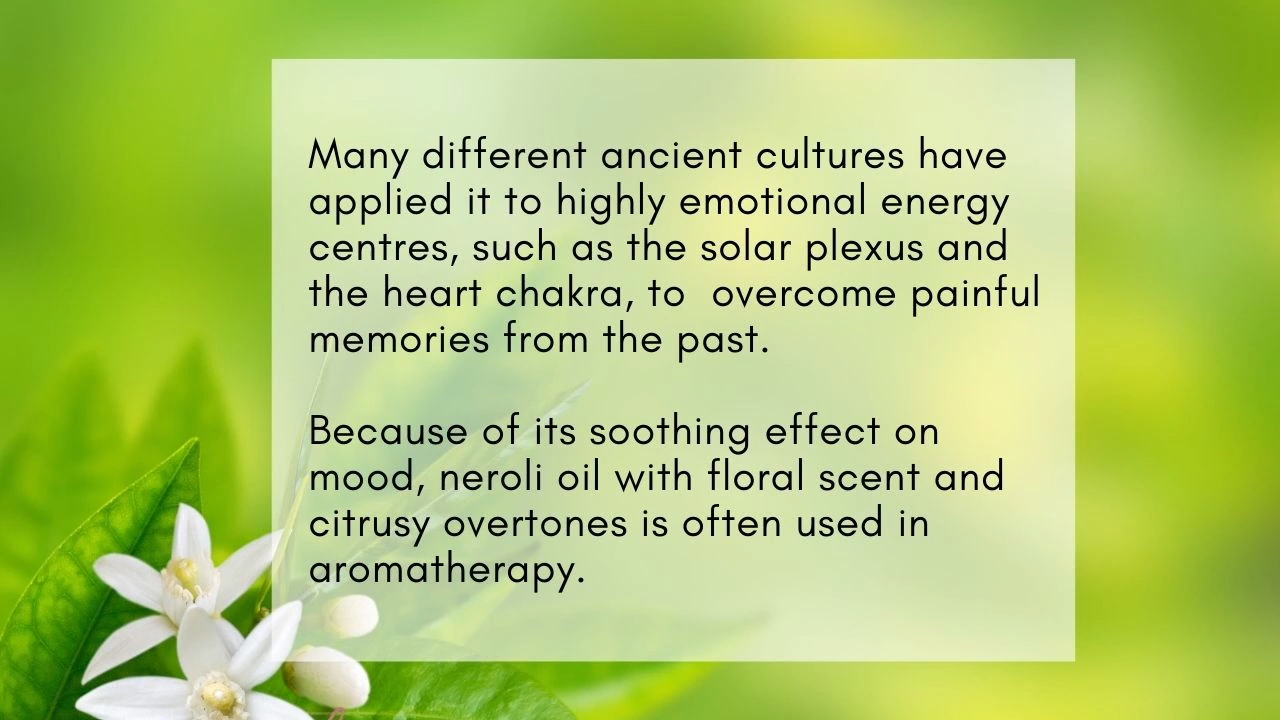 Many different ancient cultures have
applied it to highly emotional energy
centres, such as the solar plexus and
the heart chakra, to  overcome painful
memories from the past.
Because of its soothing effect on
mood, neroli oil with floral scent and
citrusy overtones is often used in
aromatherapy.